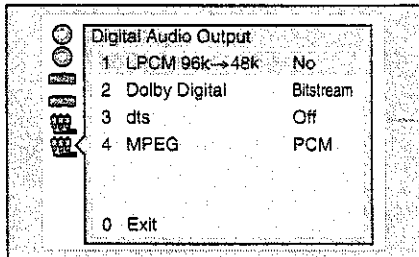 Digital Audio Output
1 LPCM 96k→48k No
2 Dolby Digital Bitstream
3 dts Off
4 MPEG PCM
0 Exit